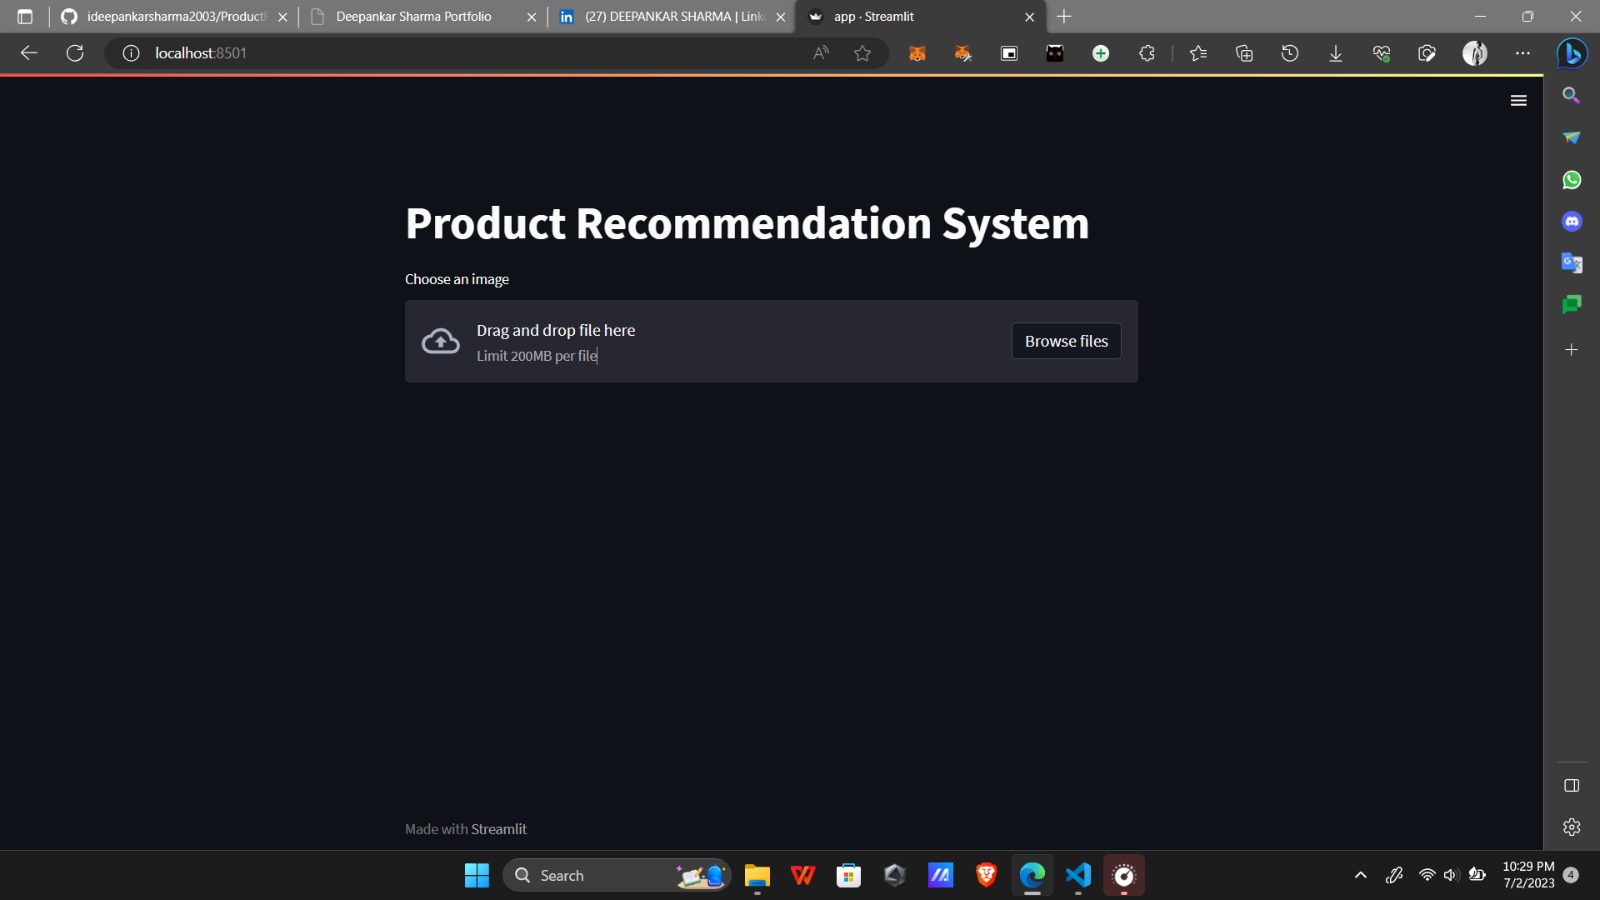 ideepankarsharma2003/Product
Deepankar Sharma Portfolio
(27) DEEPANKAR SHARMA | Link
app · Streamlit
localhost:8501
Product Recommendation System
Choose an image
Drag and drop file here
Limit 200MB per file
Browse files
Made with Streamlit
Search
10:29 PM
7/2/2023
4